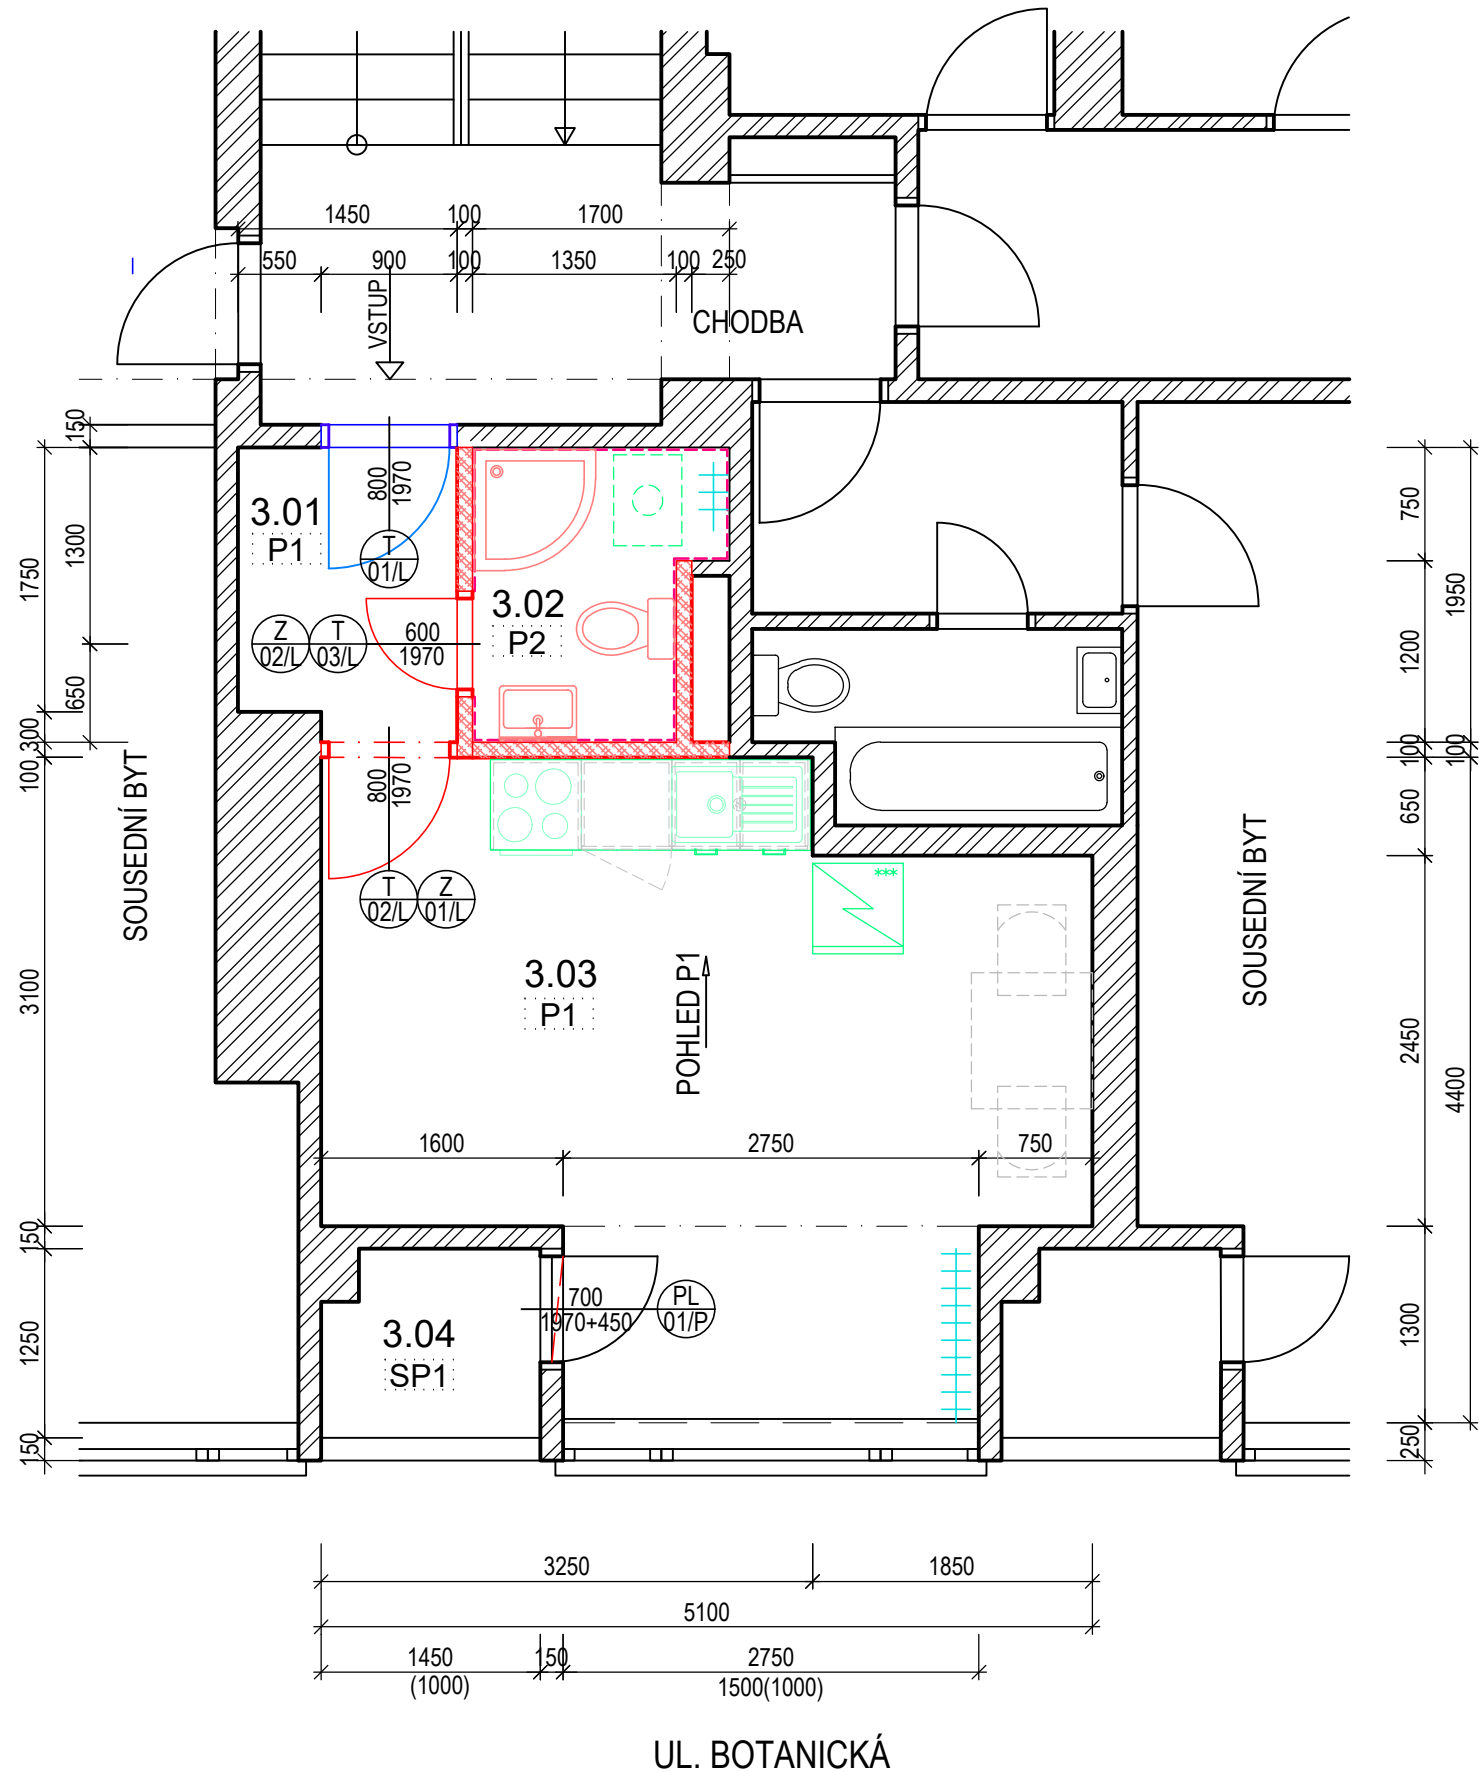 1450
100
1700
550
900
100
1350
100
250
VSTUP
CHODBA
150
1750
1300
650
300
100
3100
150
1250
150
800
1970
3.01
P1
T
01/L
3.02
P2
Z
02/L
T
03/L
600
1970
800
1970
T
02/L
Z
01/L
***
3.03
P1
POHLED P1
SOUSEDNÍ BYT
SOUSEDNÍ BYT
750
1950
1200
100
100
650
2450
4400
1300
250
1600
2750
750
700
1970+450
PL
01/P
3.04
SP1
3250
1850
5100
1450
(1000)
150
2750
1500(1000)
UL. BOTANICKÁ